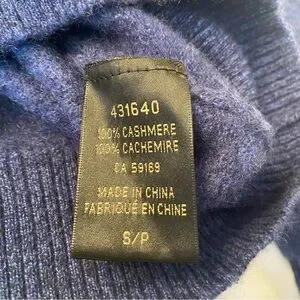 431640
100% CASHMERE
100% CACHEMIRE
CA 59169
MADE IN CHINA
FABRIQUÉ EN CHINE
S/P